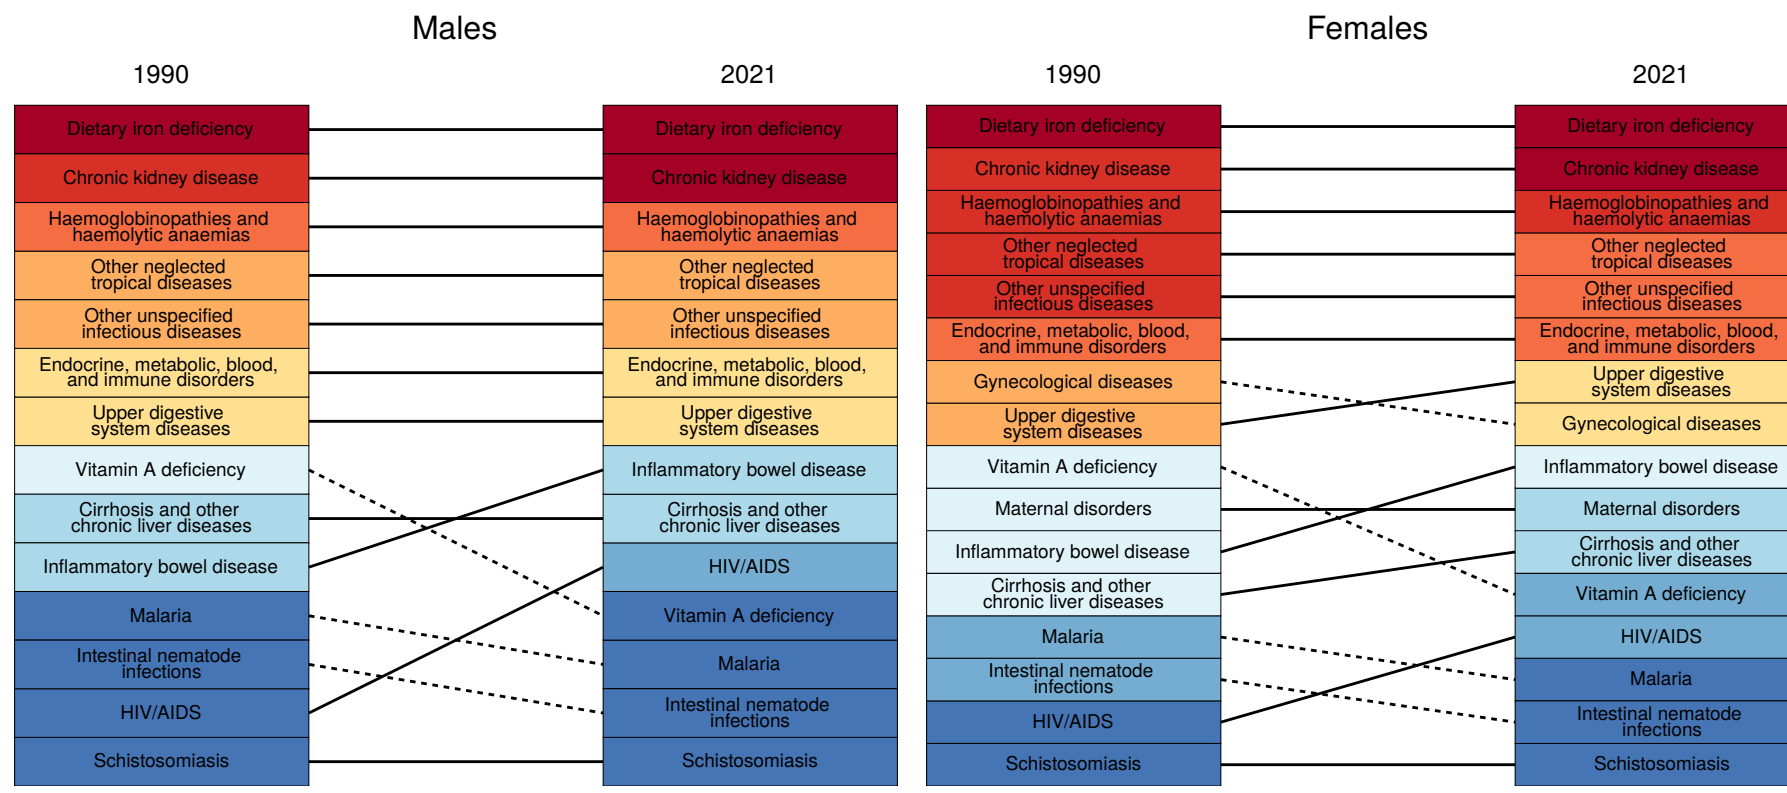 Males
Females
1990
2021
1990
2021
Dietary iron deficiency
Chronic kidney disease
Haemoglobinopathies and
haemolytic anaemias
Other neglected
tropical diseases
Other unspecified
infectious diseases
Endocrine, metabolic, blood,
and immune disorders
Upper digestive
system diseases
Vitamin A deficiency
Cirrhosis and other
chronic liver diseases
Inflammatory bowel disease
Malaria
Intestinal nematode
infections
HIV/AIDS
Schistosomiasis
Dietary iron deficiency
Chronic kidney disease
Haemoglobinopathies and
haemolytic anaemias
Other neglected
tropical diseases
Other unspecified
infectious diseases
Endocrine, metabolic, blood,
and immune disorders
Upper digestive
system diseases
Inflammatory bowel disease
Cirrhosis and other
chronic liver diseases
HIV/AIDS
Vitamin A deficiency
Malaria
Intestinal nematode
infections
Schistosomiasis
Dietary iron deficiency
Chronic kidney disease
Haemoglobinopathies and
haemolytic anaemias
Other neglected
tropical diseases
Other unspecified
infectious diseases
Endocrine, metabolic, blood,
and immune disorders
Gynecological diseases
Upper digestive
system diseases
Vitamin A deficiency
Maternal disorders
Inflammatory bowel disease
Cirrhosis and other
chronic liver diseases
Malaria
Intestinal nematode
infections
HIV/AIDS
Schistosomiasis
Dietary iron deficiency
Chronic kidney disease
Haemoglobinopathies and
haemolytic anaemias
Other neglected
tropical diseases
Other unspecified
infectious diseases
Endocrine, metabolic, blood,
and immune disorders
Upper digestive
system diseases
Gynecological diseases
Inflammatory bowel disease
Maternal disorders
Cirrhosis and other
chronic liver diseases
Vitamin A deficiency
HIV/AIDS
Malaria
Intestinal nematode
infections
Schistosomiasis